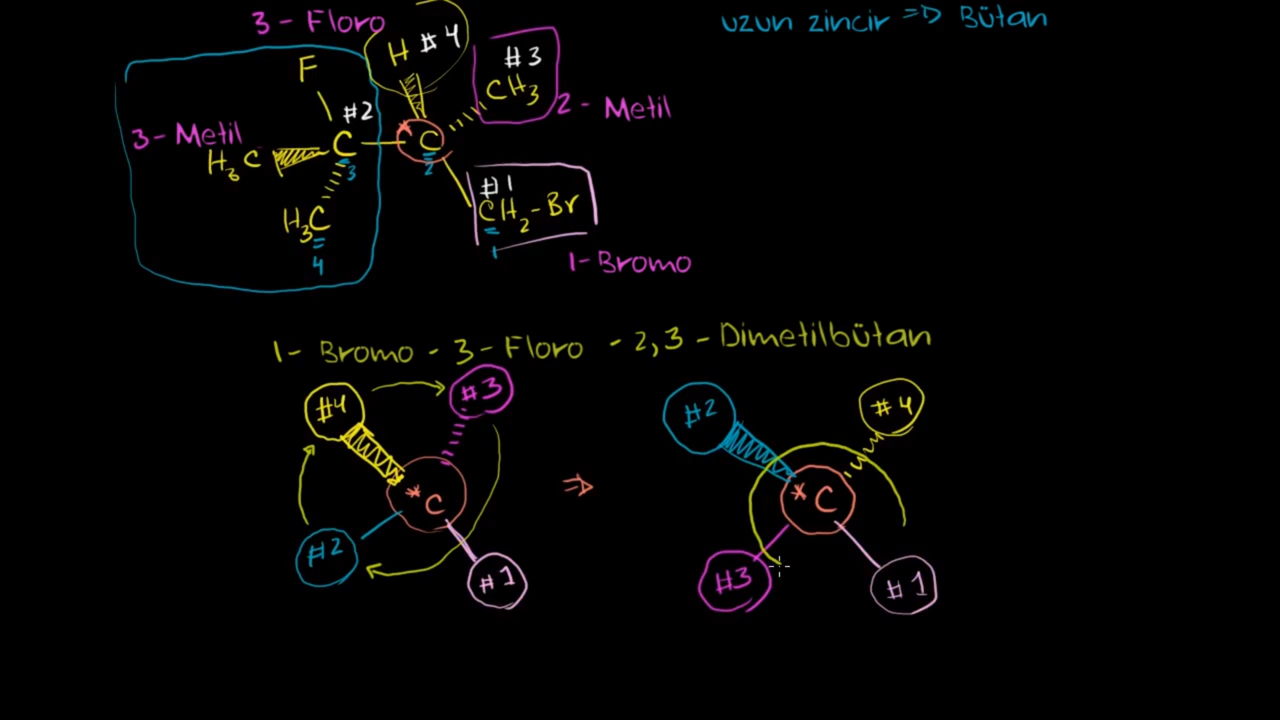 3 - Floro
uzun zincir => Bütan
H #4
F
#3
CH3
#2
3 - Metil
2 - Metil
H3C
C
* C
3
2
#1
H3C
CH2-Br
4
1
1-Bromo
1- Bromo - 3 - Floro - 2,3 - Dimetilbütan
#4
#3
#2
#4
* C
=>
* C
#2
#1
#3
#1